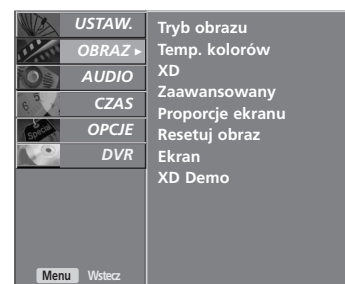 USTAW.
OBRAZ ▸
AUDIO
CZAS
Special
OPCJE
DVR
Tryb obrazu
Temp. kolorów
XD
Zaawansowany
Proporcje ekranu
Resetuj obraz
Ekran
XD Demo
Menu Wstecz